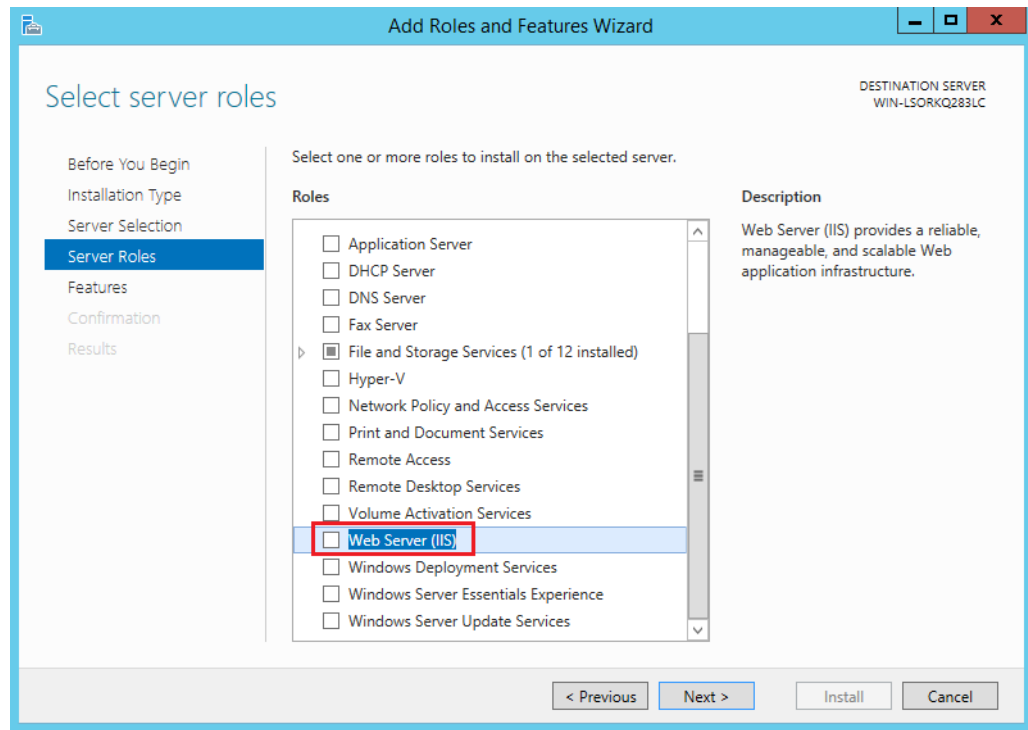 Add Roles and Features Wizard
Select server roles
DESTINATION SERVER
WIN-LSORKQ283LC
Before You Begin
Installation Type
Server Selection
Server Roles
Features
Confirmation
Results
Select one or more roles to install on the selected server.
Roles
Application Server
DHCP Server
DNS Server
Fax Server
File and Storage Services (1 of 12 installed)
Hyper-V
Network Policy and Access Services
Print and Document Services
Remote Access
Remote Desktop Services
Volume Activation Services
Web Server (IIS)
Windows Deployment Services
Windows Server Essentials Experience
Windows Server Update Services
Description
Web Server (IIS) provides a reliable,
manageable, and scalable Web
application infrastructure.
< Previous
Next >
Install
Cancel